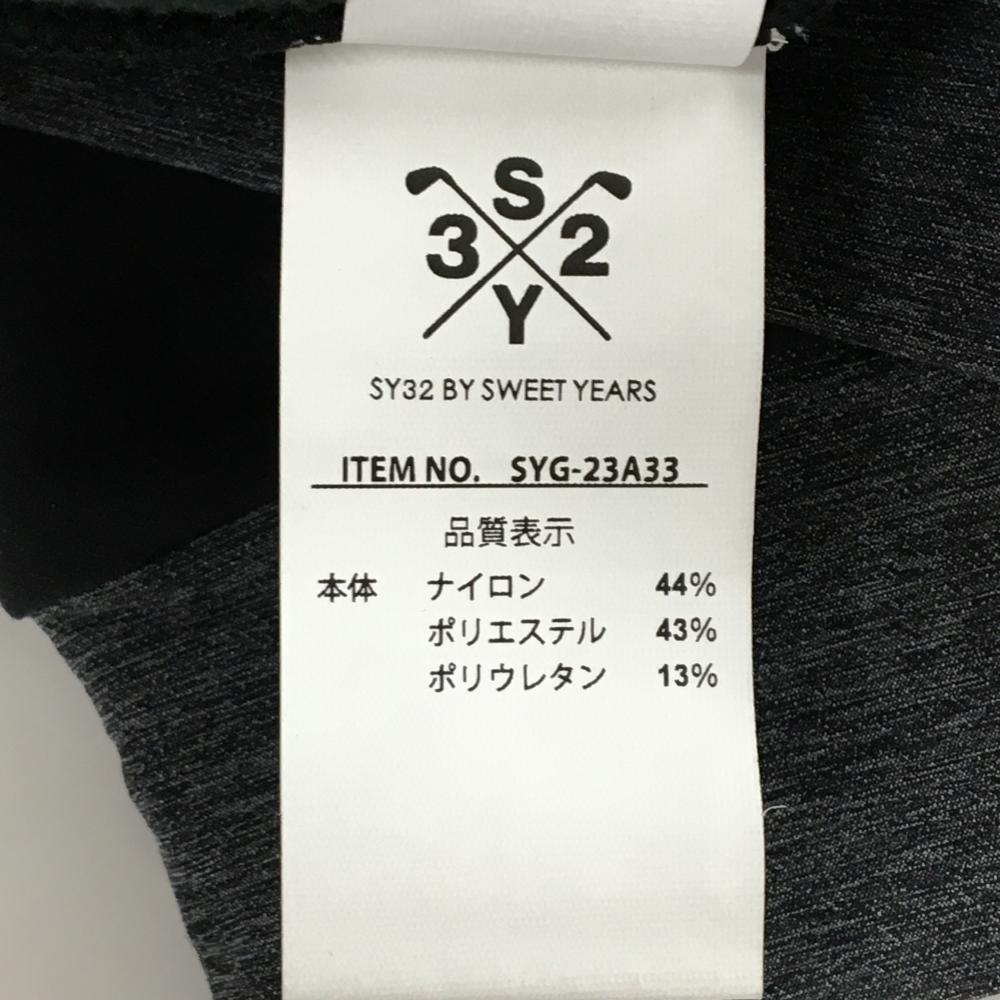 S
3 2
Y
SY32 BY SWEET YEARS
ITEM NO. SYG-23A33
品質表示
本体 ナイロン 44%
ポリエステル 43%
ポリウレタン 13%